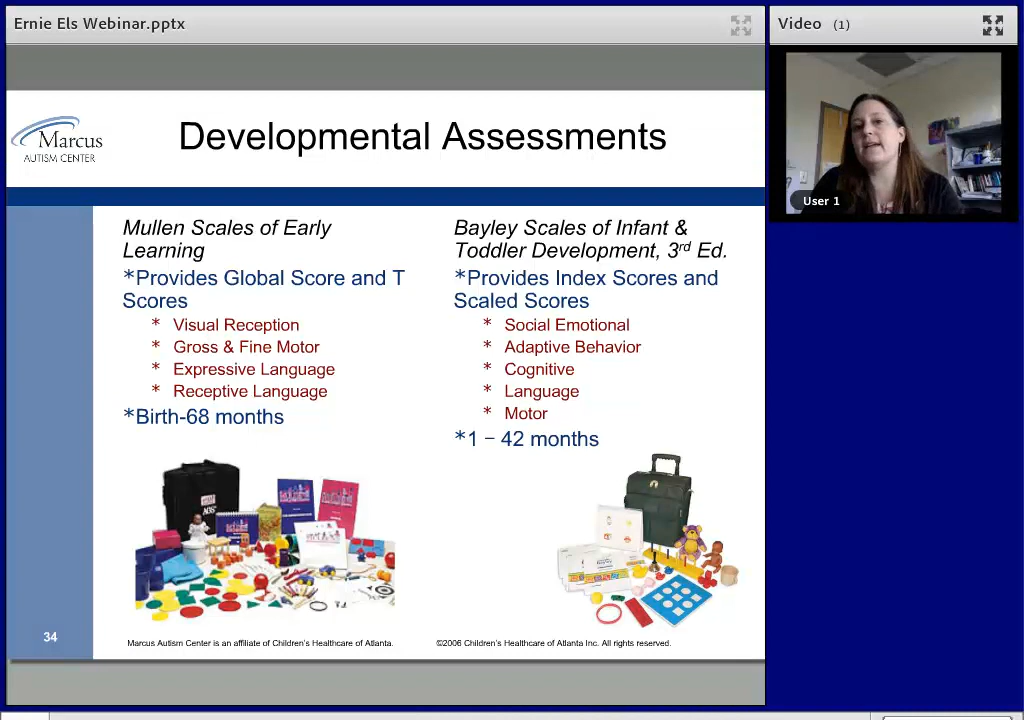 Ernie Els Webinar.pptx
Video (1)
User 1
Marcus
AUTISM CENTER
Developmental Assessments
Mullen Scales of Early
Learning
*Provides Global Score and T
Scores
* Visual Reception
* Gross & Fine Motor
* Expressive Language
* Receptive Language
*Birth-68 months
Bayley Scales of Infant &
Toddler Development, 3rd Ed.
*Provides Index Scores and
Scaled Scores
* Social Emotional
* Adaptive Behavior
* Cognitive
* Language
* Motor
*1 – 42 months
34
Marcus Autism Center is an affiliate of Children's Healthcare of Atlanta.
©2006 Children's Healthcare of Atlanta Inc. All rights reserved.